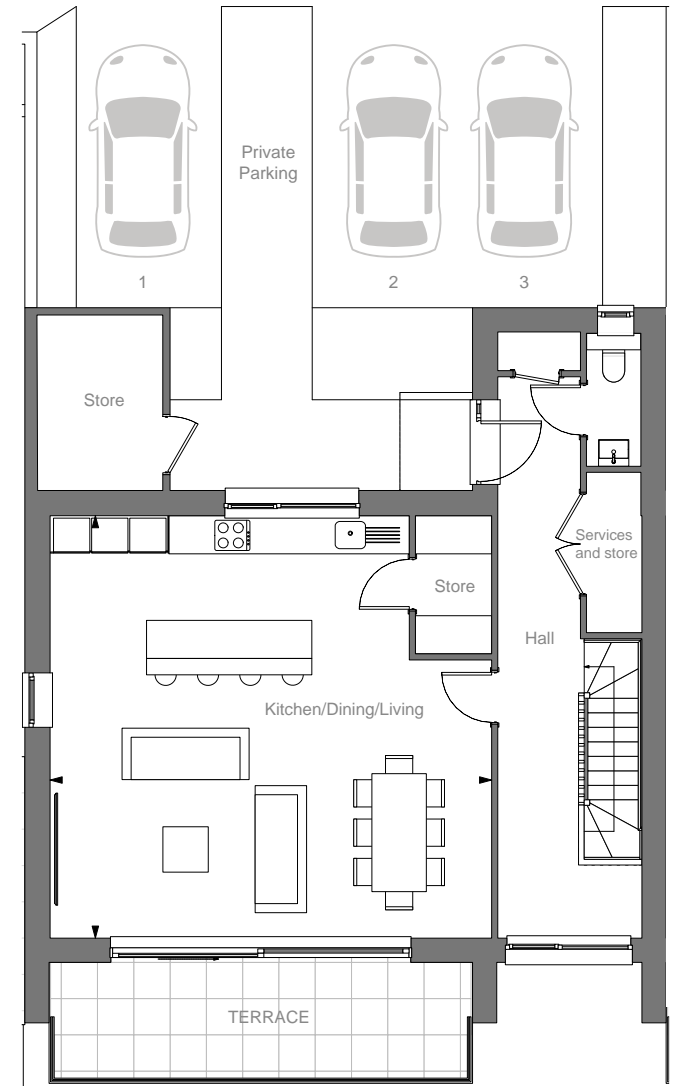 Private
Parking
1
2
3
Store
Services
and store
Store
Hall
Kitchen/Dining/Living
TERRACE